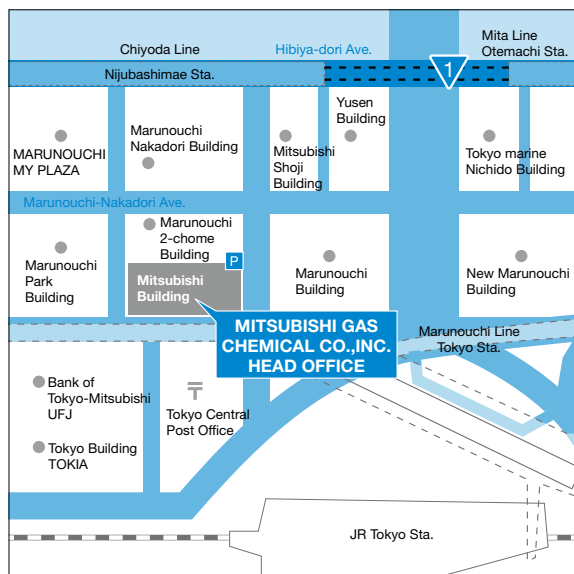 Chiyoda Line
Hibiya-dori Ave.
Mita Line
Otemachi Sta.
Nijubashimae Sta.
1
MARUNOUCHI
MY PLAZA
Marunouchi
Nakadori Building
Mitsubishi
Shoji
Building
Yusen
Building
Tokyo marine
Nichido Building
Marunouchi-Nakadori Ave.
Marunouchi
Park
Building
Marunouchi
2-chome
Building
P
Mitsubishi
Building
Marunouchi
Building
New Marunouchi
Building
MITSUBISHI GAS
CHEMICAL CO.,INC.
HEAD OFFICE
Marunouchi Line
Tokyo Sta.
Bank of
Tokyo-Mitsubishi
UFJ
Tokyo Building
TOKIA
〒
Tokyo Central
Post Office
JR Tokyo Sta.